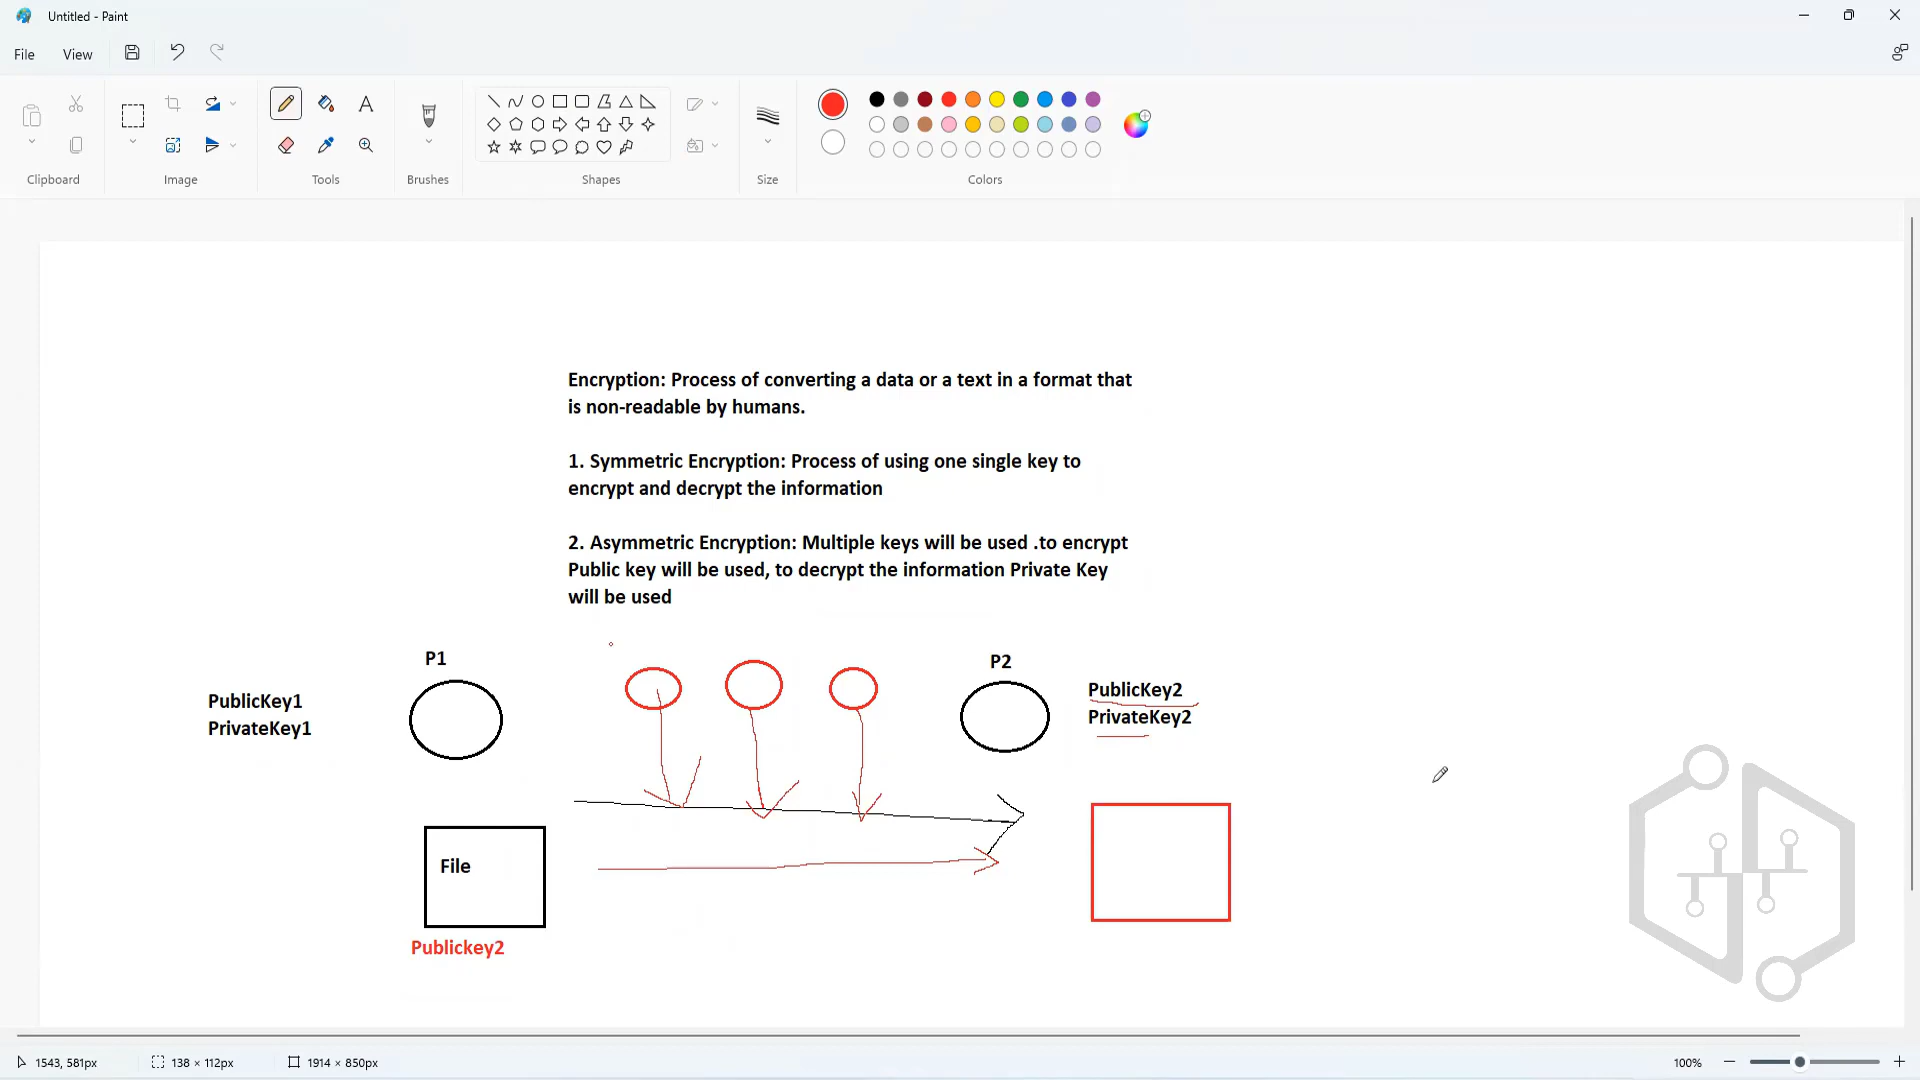 Untitled - Paint
File View
Clipboard Image Tools Brushes Shapes Size Colors
Encryption: Process of converting a data or a text in a format that
is non-readable by humans.
1. Symmetric Encryption: Process of using one single key to
encrypt and decrypt the information
2. Asymmetric Encryption: Multiple keys will be used .to encrypt
Public key will be used, to decrypt the information Private Key
will be used
P1
P2
PublicKey1
PrivateKey1
PublicKey2
PrivateKey2
File
Publickey2
1543, 581px 138 × 112px 1914 × 850px 100%